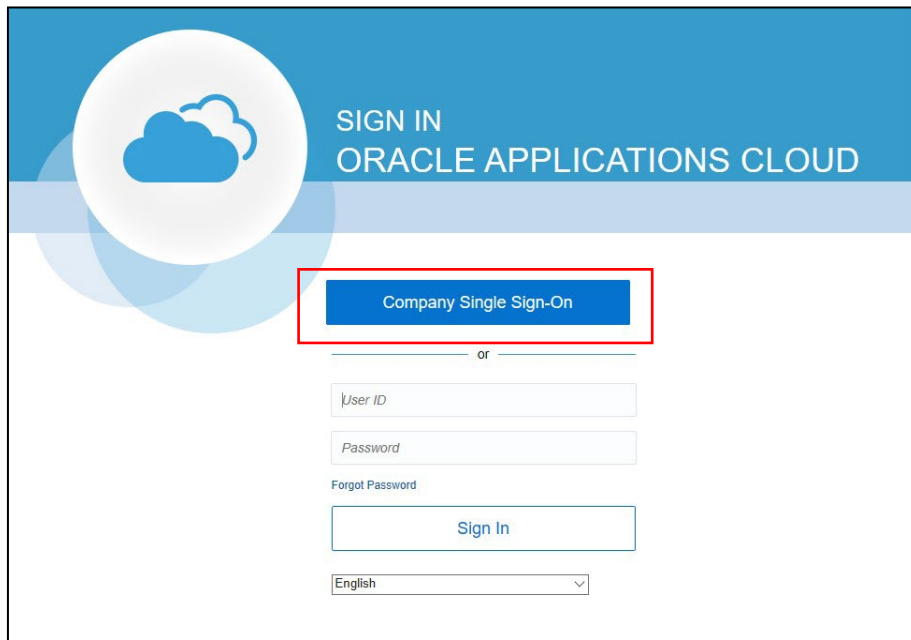 SIGN IN
ORACLE APPLICATIONS CLOUD
Company Single Sign-On
or
User ID
Password
Forgot Password
Sign In
English